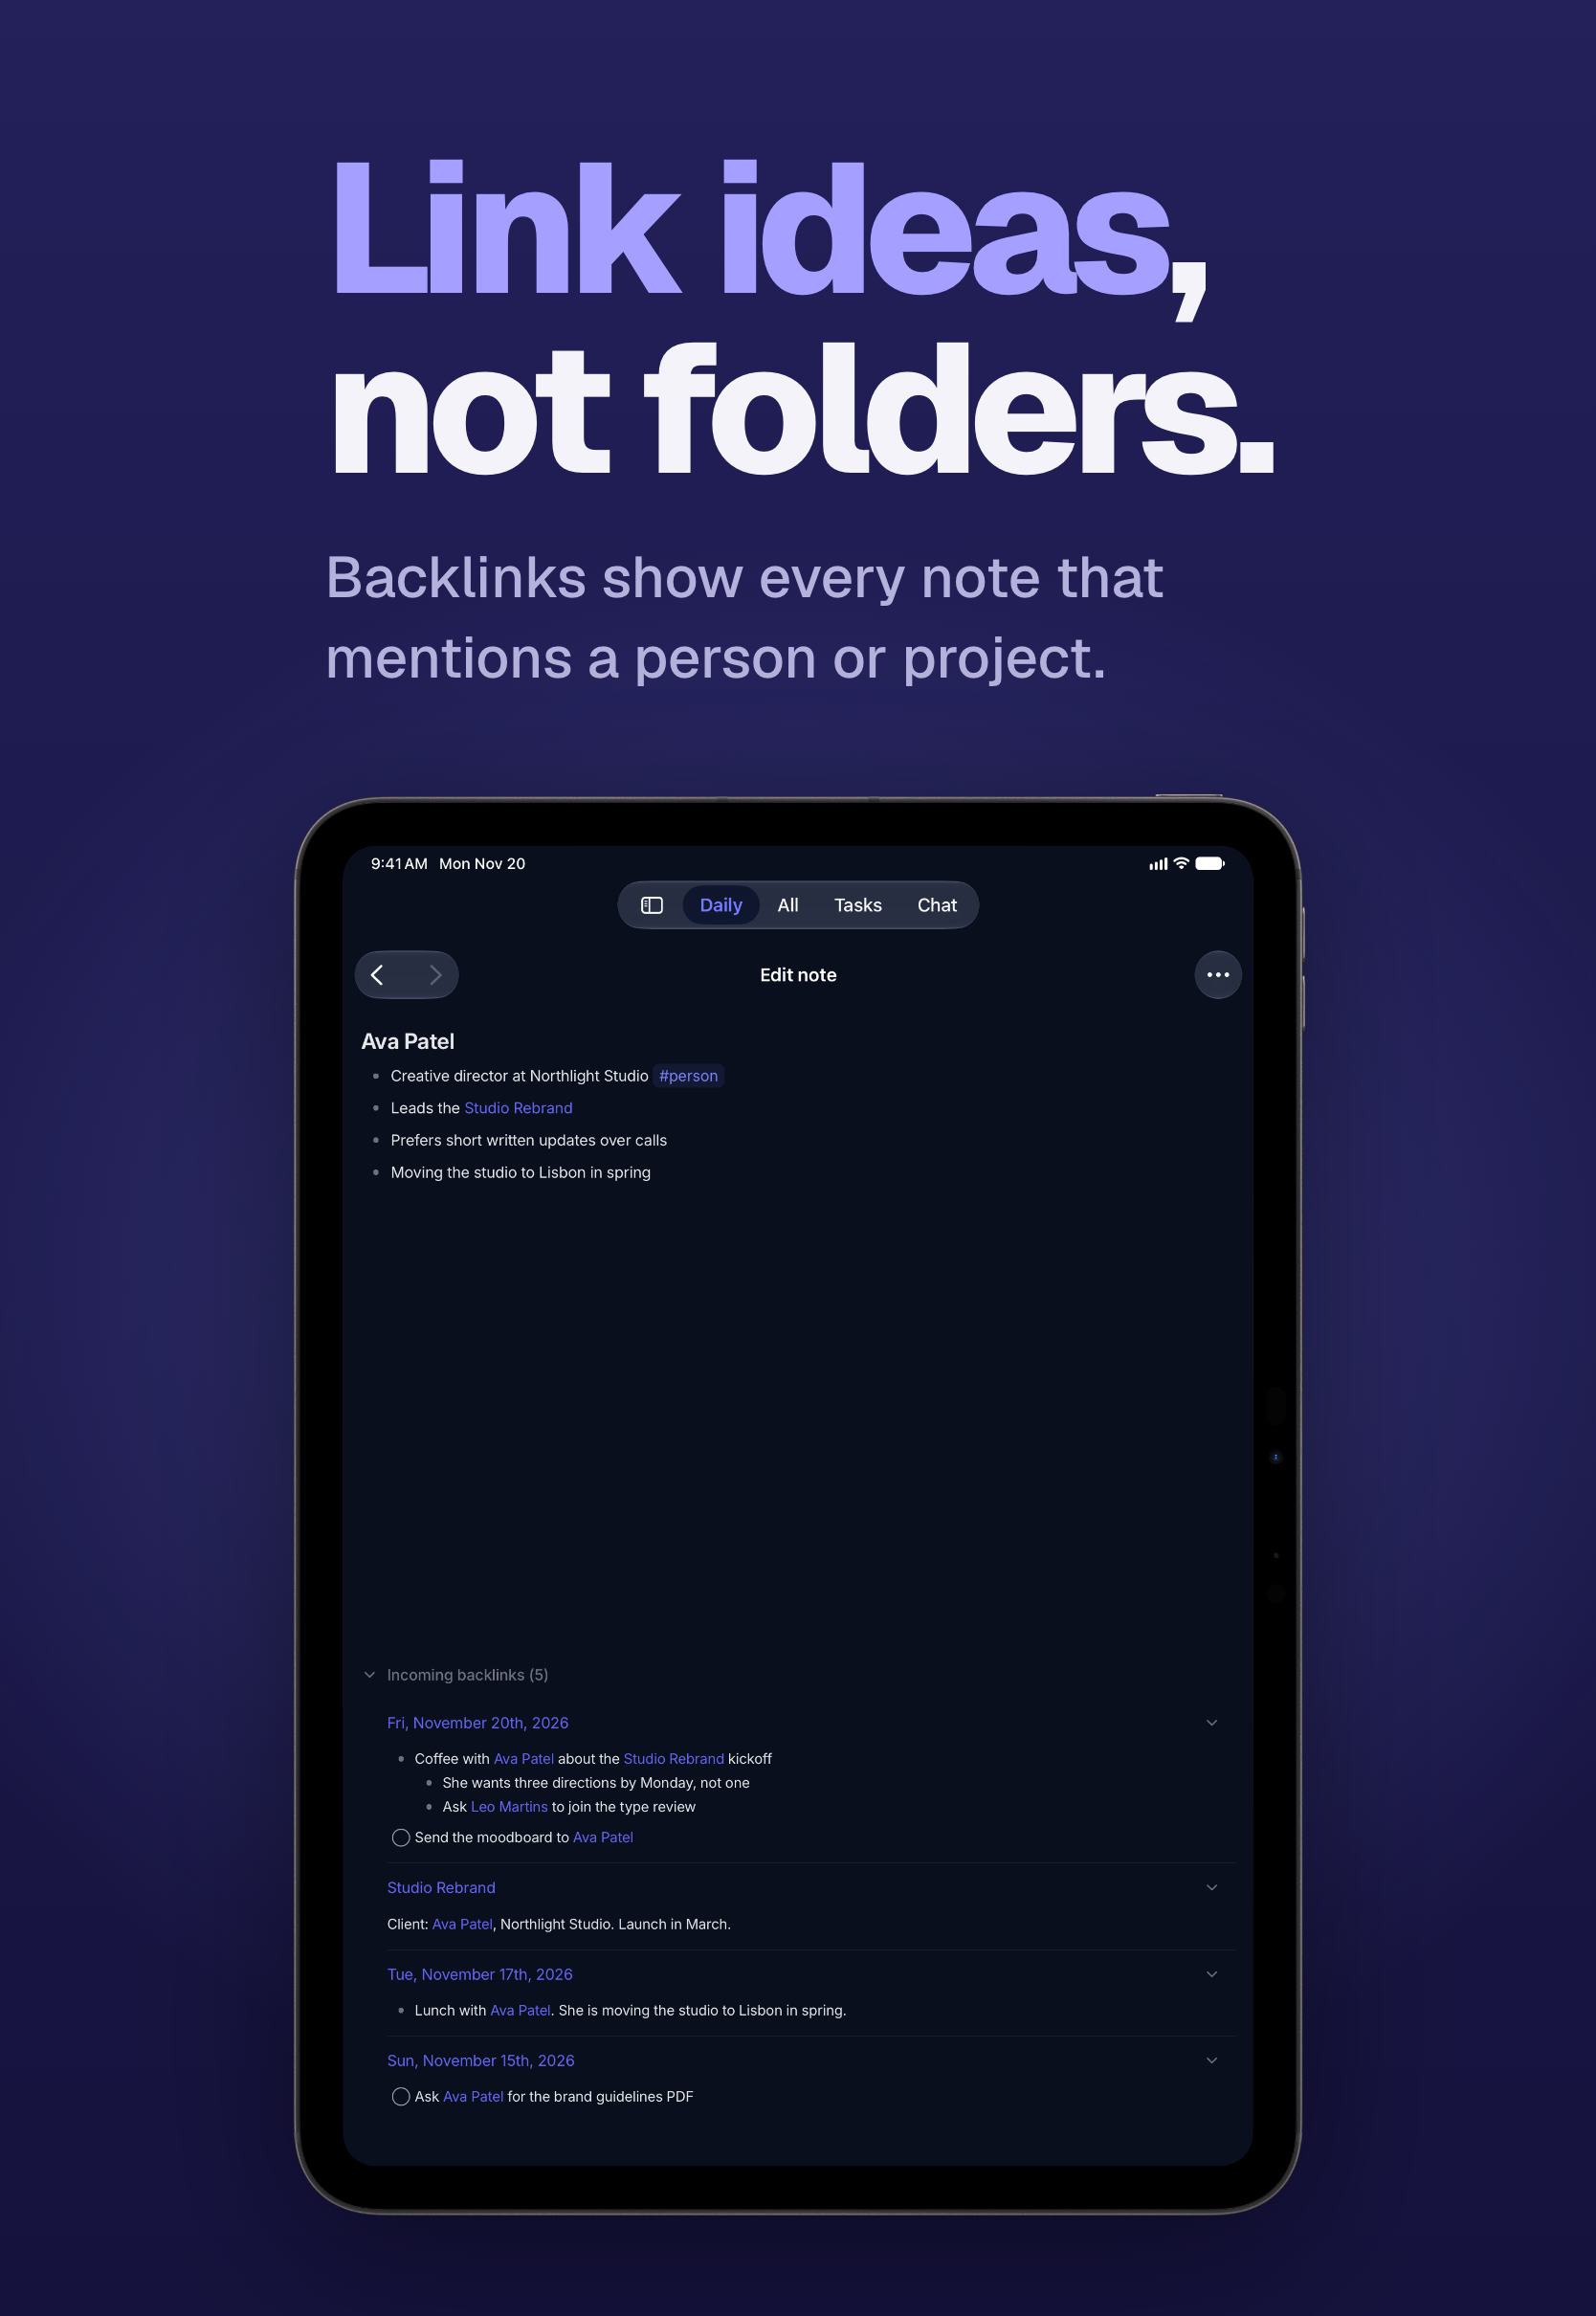 Link ideas,
not folders.
Backlinks show every note that
mentions a person or project.
9:41 AM Mon Nov 20
Daily All Tasks Chat
Edit note
Ava Patel
Creative director at Northlight Studio #person
Leads the Studio Rebrand
Prefers short written updates over calls
Moving the studio to Lisbon in spring
Incoming backlinks (5)
Fri, November 20th, 2026
Coffee with Ava Patel about the Studio Rebrand kickoff
She wants three directions by Monday, not one
Ask Leo Martins to join the type review
Send the moodboard to Ava Patel
Studio Rebrand
Client: Ava Patel, Northlight Studio. Launch in March.
Tue, November 17th, 2026
Lunch with Ava Patel. She is moving the studio to Lisbon in spring.
Sun, November 15th, 2026
Ask Ava Patel for the brand guidelines PDF